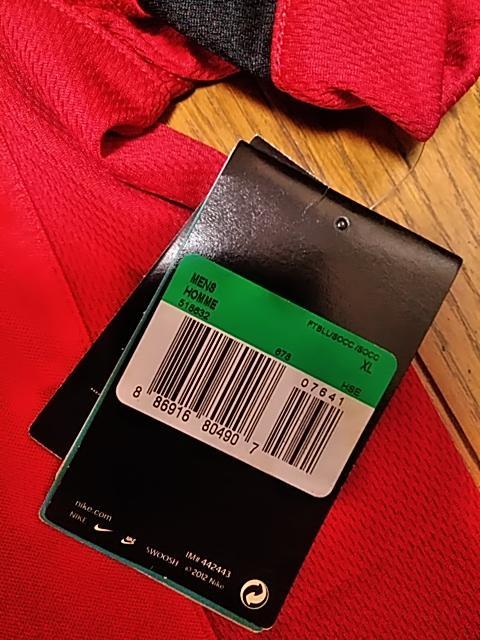 MENS
HOMME
518632
FTBLL/SOCC /SOCC
678
XL
07641
HSE
8 86916 80490 7
nike.com
NIKE
SWOOSH
IM# 442443
© 2012 Nike